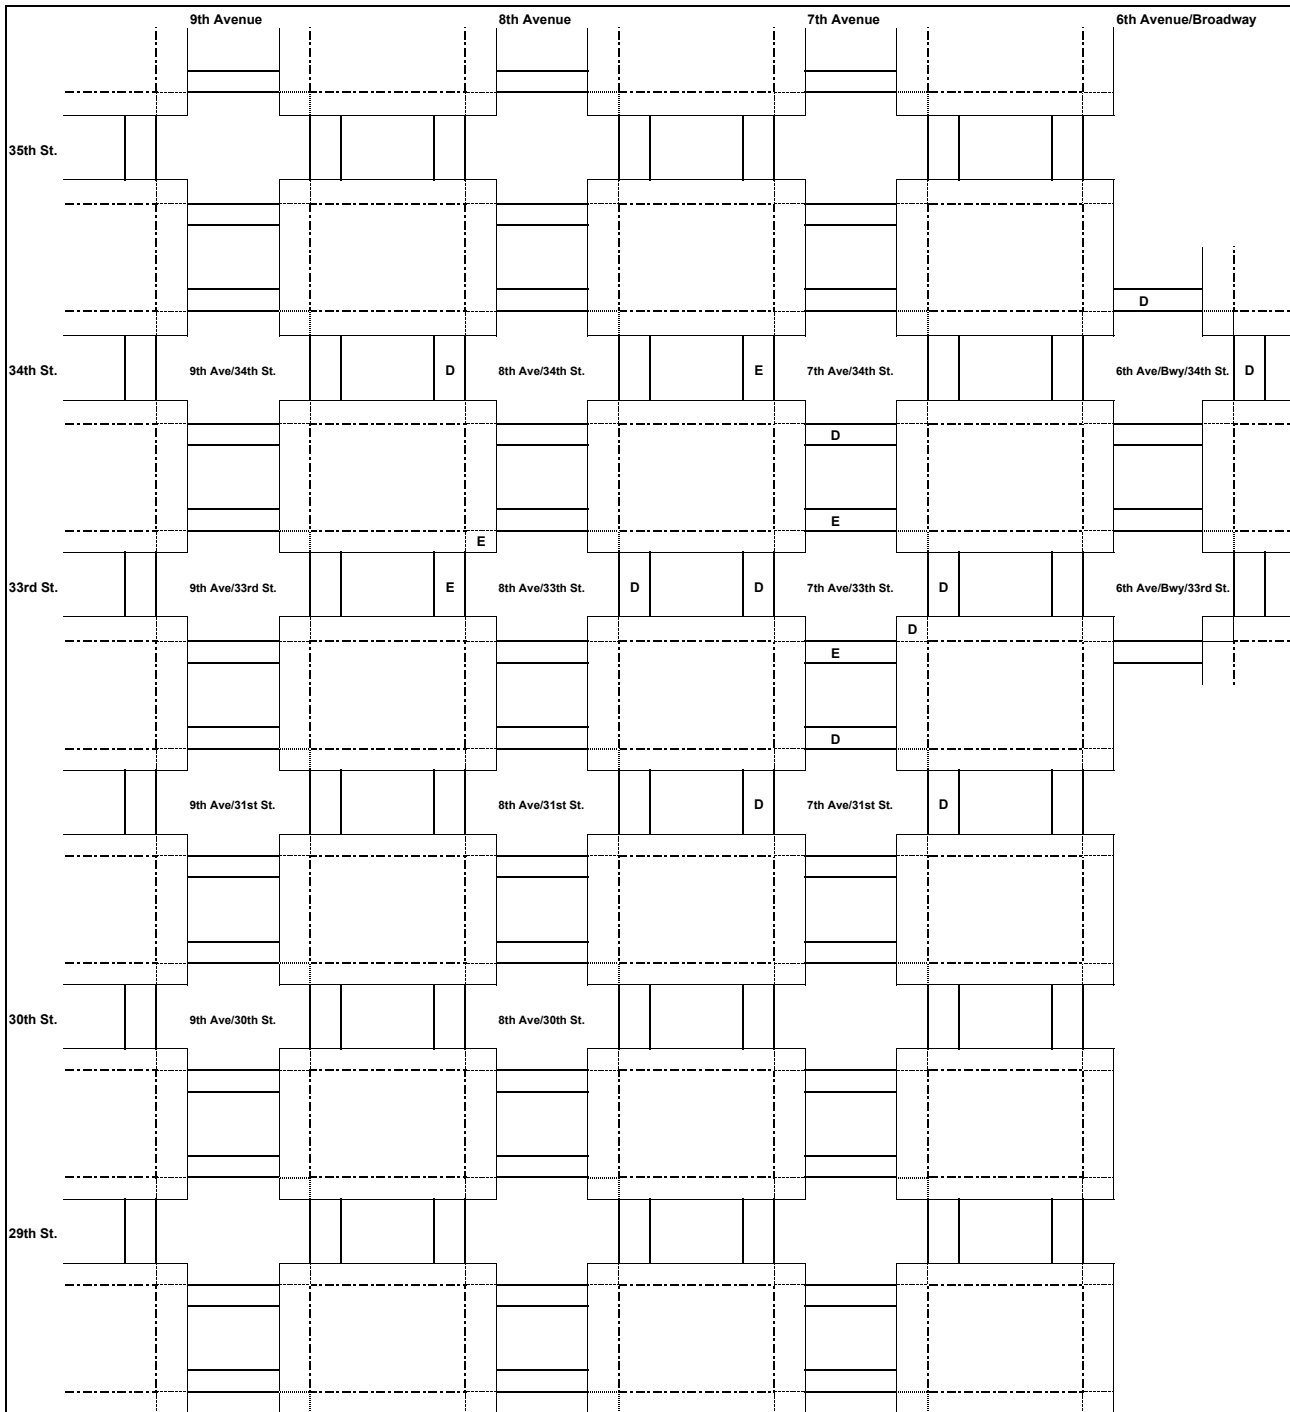 9th Avenue 8th Avenue 7th Avenue 6th Avenue/Broadway
35th St.
D
34th St. 9th Ave/34th St. D 8th Ave/34th St. E 7th Ave/34th St. 6th Ave/Bwy/34th St. D
D
E
E
33rd St. 9th Ave/33rd St. E 8th Ave/33th St. D D 7th Ave/33th St. D 6th Ave/Bwy/33rd St.
D
E
D
9th Ave/31st St. 8th Ave/31st St. D 7th Ave/31st St. D
30th St. 9th Ave/30th St. 8th Ave/30th St.
29th St.